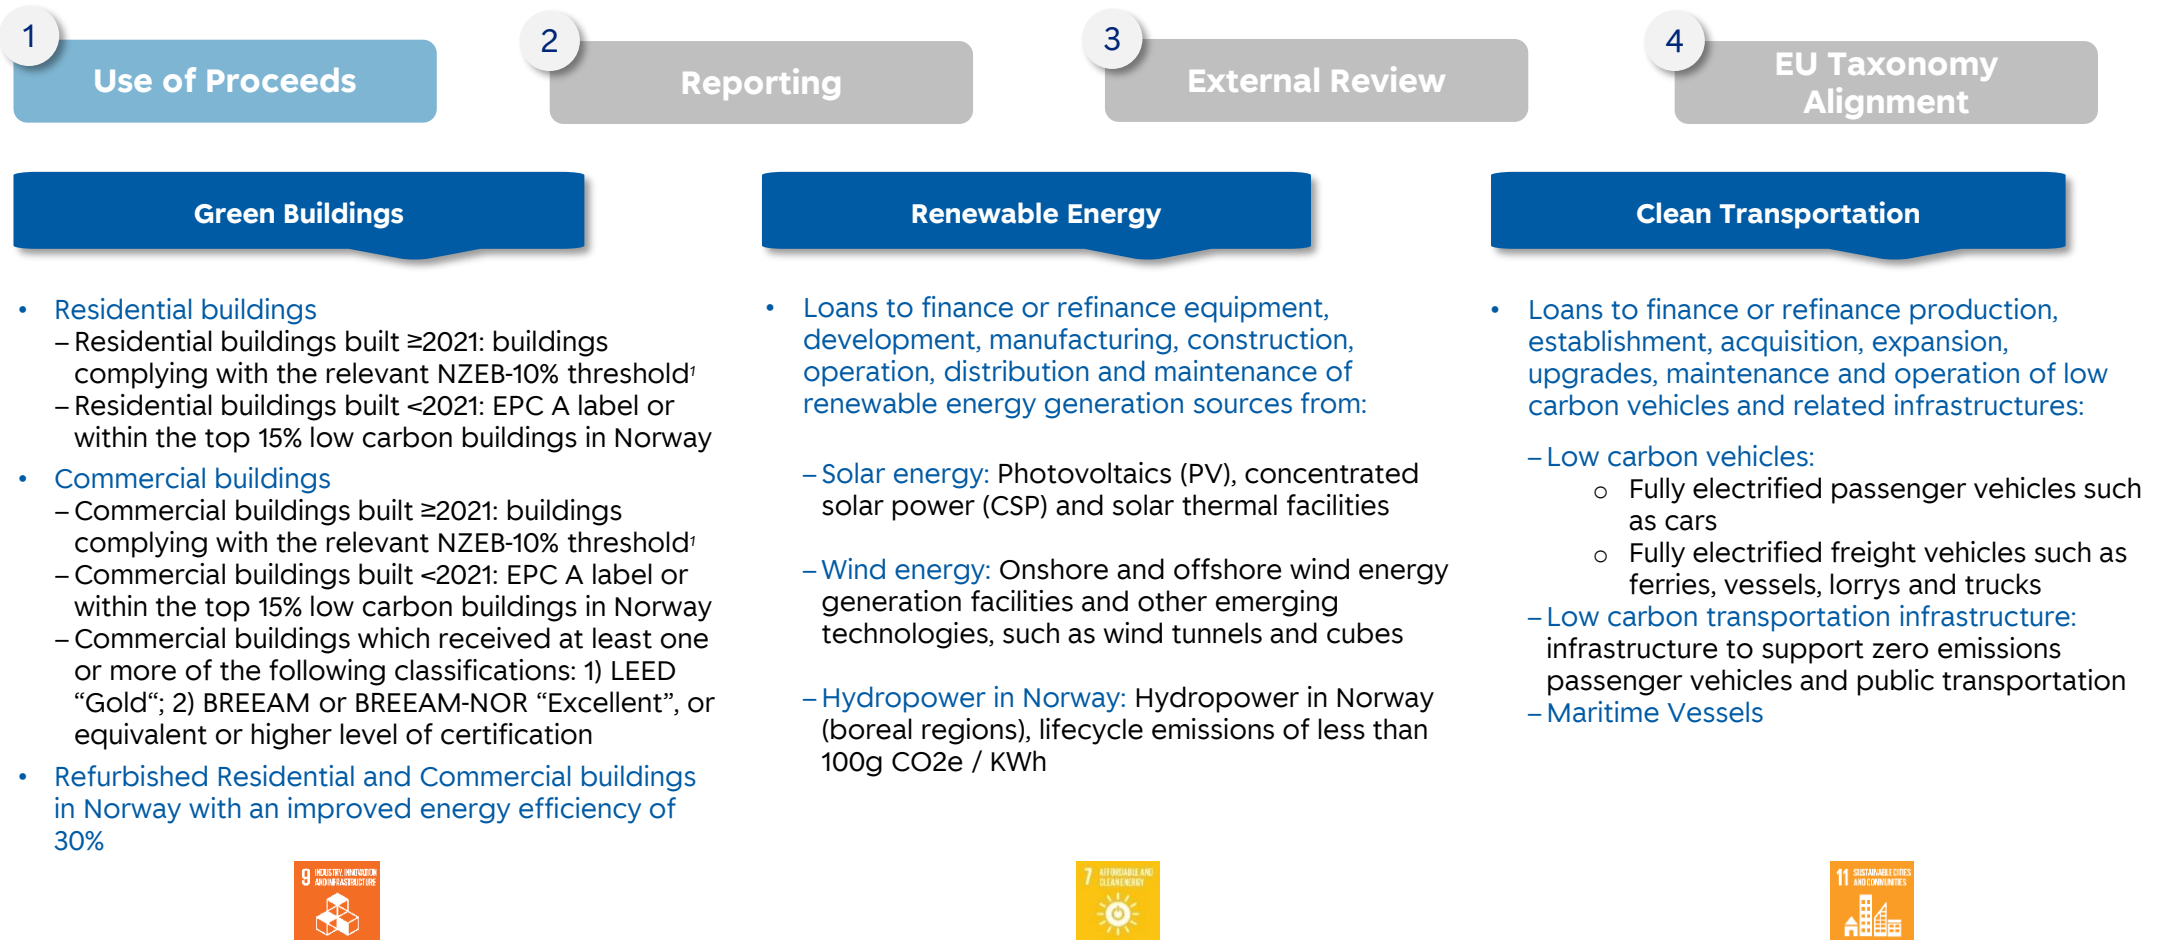 1
Use of Proceeds
2
Reporting
3
External Review
4
EU Taxonomy
Alignment
Green Buildings
• Residential buildings
– Residential buildings built ≥2021: buildings
complying with the relevant NZEB-10% threshold¹
– Residential buildings built <2021: EPC A label or
within the top 15% low carbon buildings in Norway
• Commercial buildings
– Commercial buildings built ≥2021: buildings
complying with the relevant NZEB-10% threshold¹
– Commercial buildings built <2021: EPC A label or
within the top 15% low carbon buildings in Norway
– Commercial buildings which received at least one
or more of the following classifications: 1) LEED
“Gold“; 2) BREEAM or BREEAM-NOR “Excellent”, or
equivalent or higher level of certification
• Refurbished Residential and Commercial buildings
in Norway with an improved energy efficiency of
30%
9 INDUSTRY, INNOVATION
AND INFRASTRUCTURE
Renewable Energy
• Loans to finance or refinance equipment,
development, manufacturing, construction,
operation, distribution and maintenance of
renewable energy generation sources from:
– Solar energy: Photovoltaics (PV), concentrated
solar power (CSP) and solar thermal facilities
– Wind energy: Onshore and offshore wind energy
generation facilities and other emerging
technologies, such as wind tunnels and cubes
– Hydropower in Norway: Hydropower in Norway
(boreal regions), lifecycle emissions of less than
100g CO2e / KWh
7 AFFORDABLE AND
CLEAN ENERGY
Clean Transportation
• Loans to finance or refinance production,
establishment, acquisition, expansion,
upgrades, maintenance and operation of low
carbon vehicles and related infrastructures:
– Low carbon vehicles:
o Fully electrified passenger vehicles such
as cars
o Fully electrified freight vehicles such as
ferries, vessels, lorrys and trucks
– Low carbon transportation infrastructure:
infrastructure to support zero emissions
passenger vehicles and public transportation
– Maritime Vessels
11 SUSTAINABLE CITIES
AND COMMUNITIES